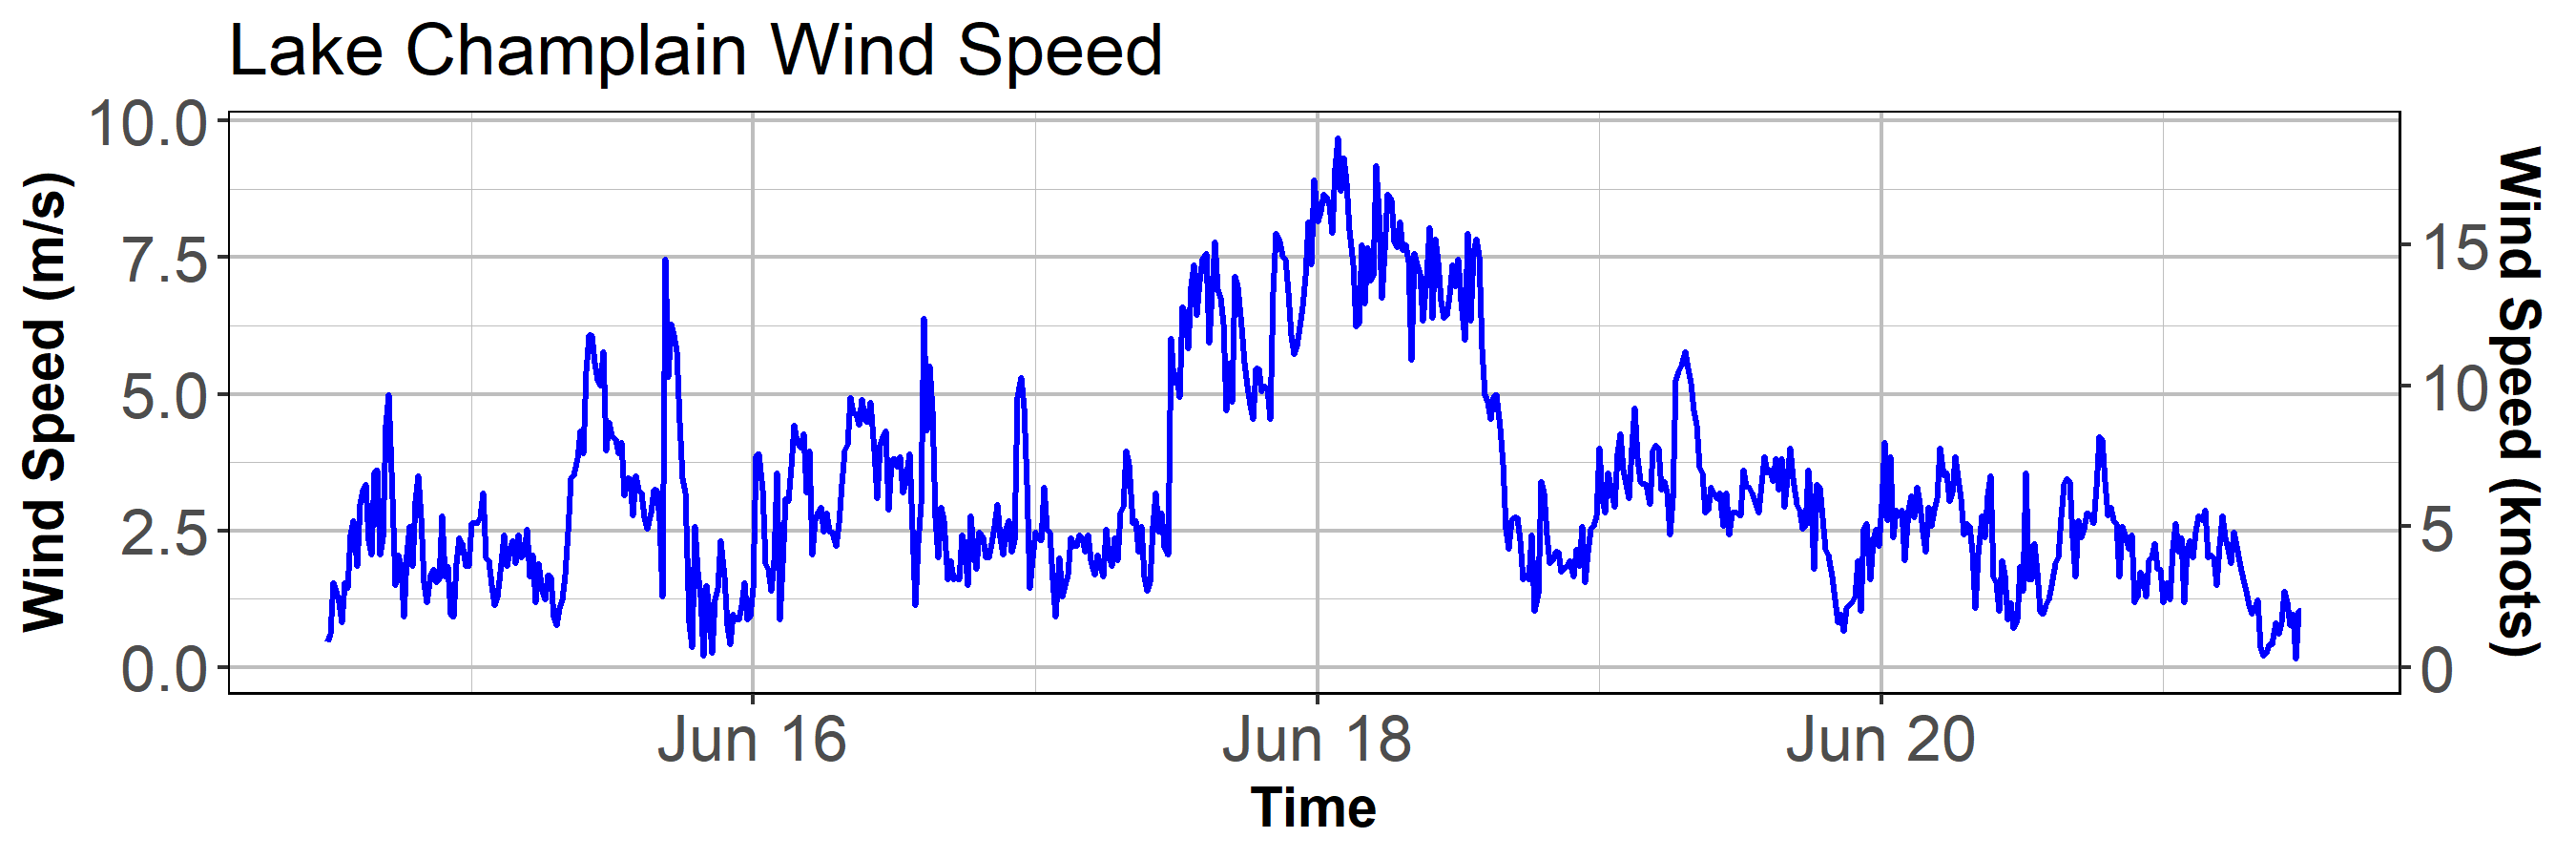 Lake Champlain Wind Speed
10.0
7.5
5.0
2.5
0.0
Wind Speed (m/s)
15
10
5
0
Wind Speed (knots)
Jun 16
Jun 18
Jun 20
Time